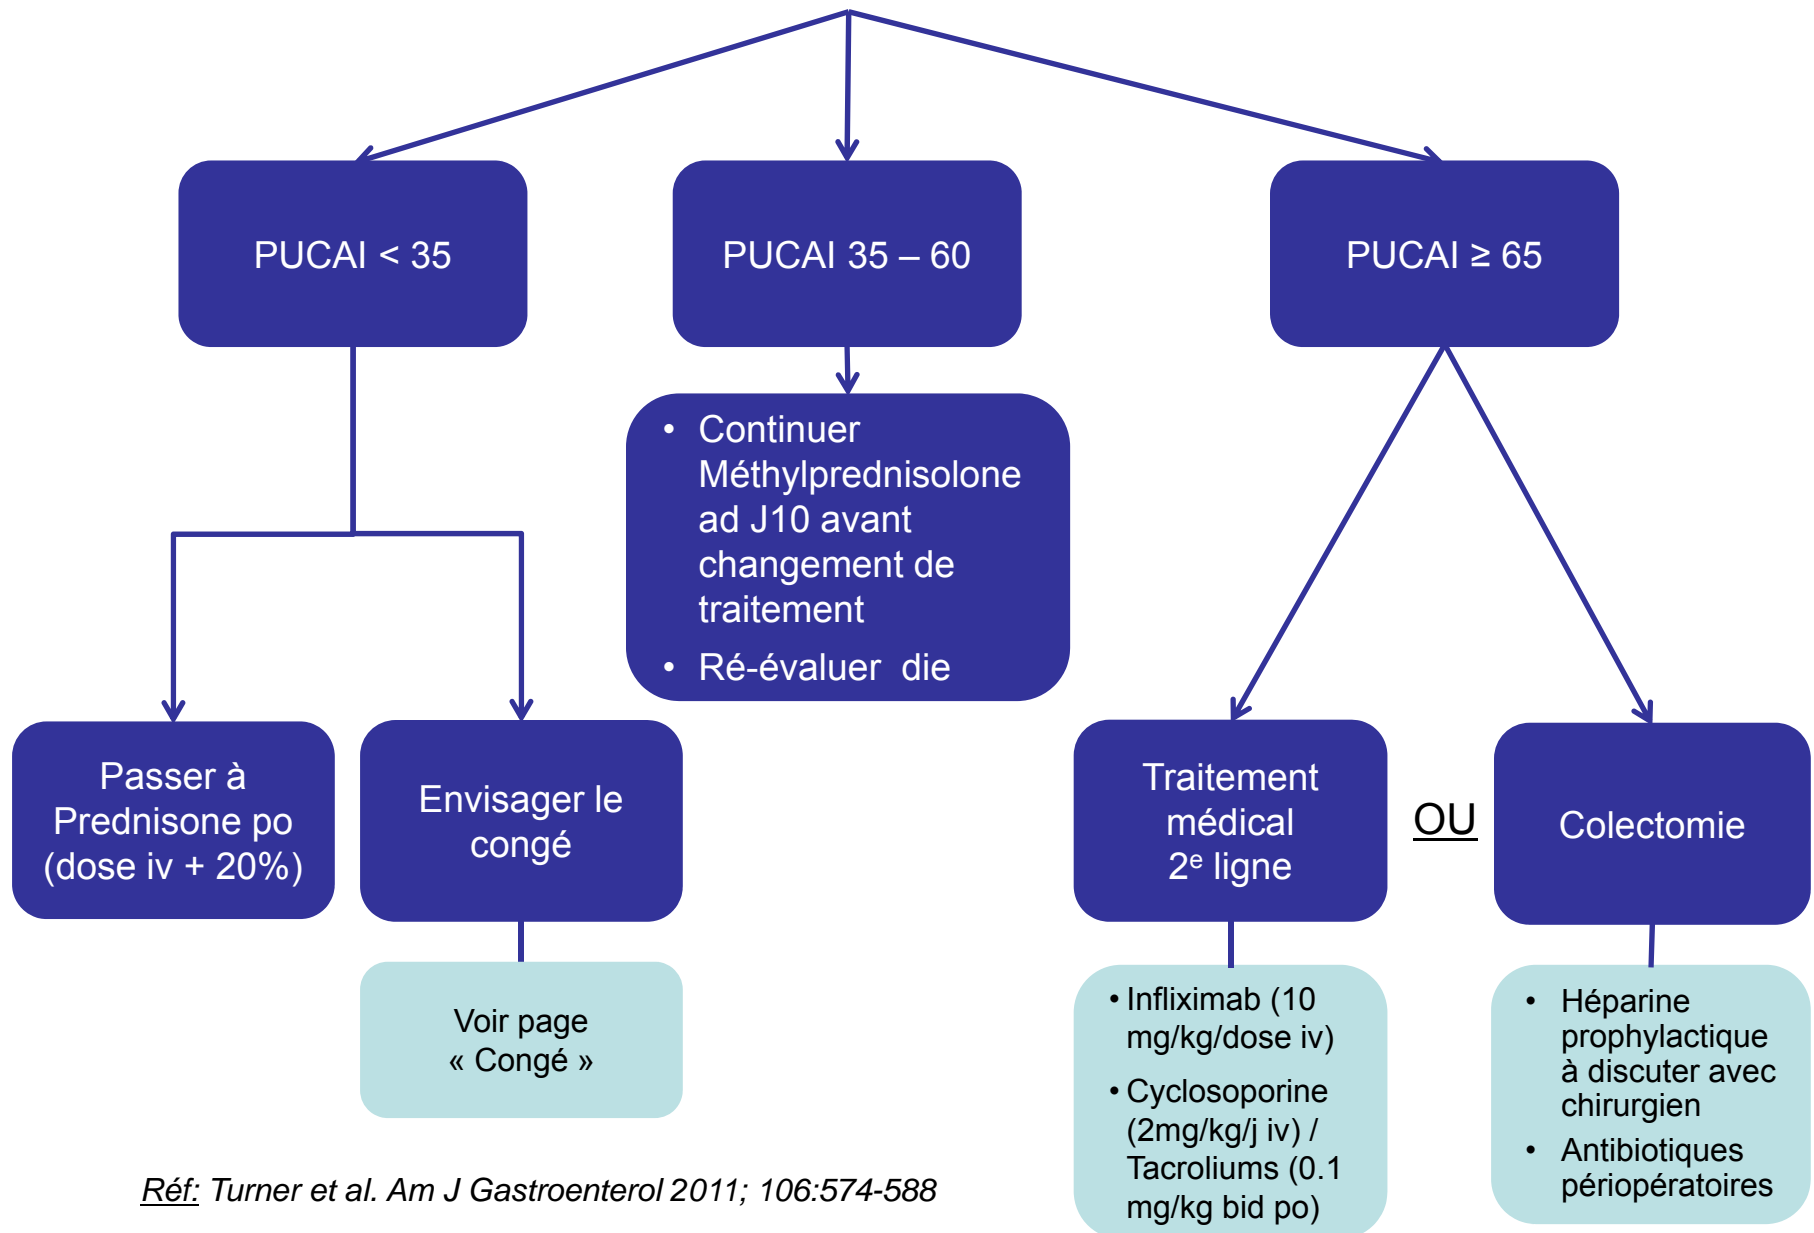 PUCAI < 35
PUCAI 35 – 60
PUCAI ≥ 65
• Continuer
Méthylprednisolone
ad J10 avant
changement de
traitement
• Ré-évaluer die
Passer à
Prednisone po
(dose iv + 20%)
Envisager le
congé
Traitement
médical
2e ligne
OU
Colectomie
Voir page
« Congé »
• Infliximab (10
mg/kg/dose iv)
• Cyclosoporine
(2mg/kg/j iv) /
Tacroliums (0.1
mg/kg bid po)
• Héparine
prophylactique
à discuter avec
chirurgien
• Antibiotiques
périopératoires
Réf: Turner et al. Am J Gastroenterol 2011; 106:574-588